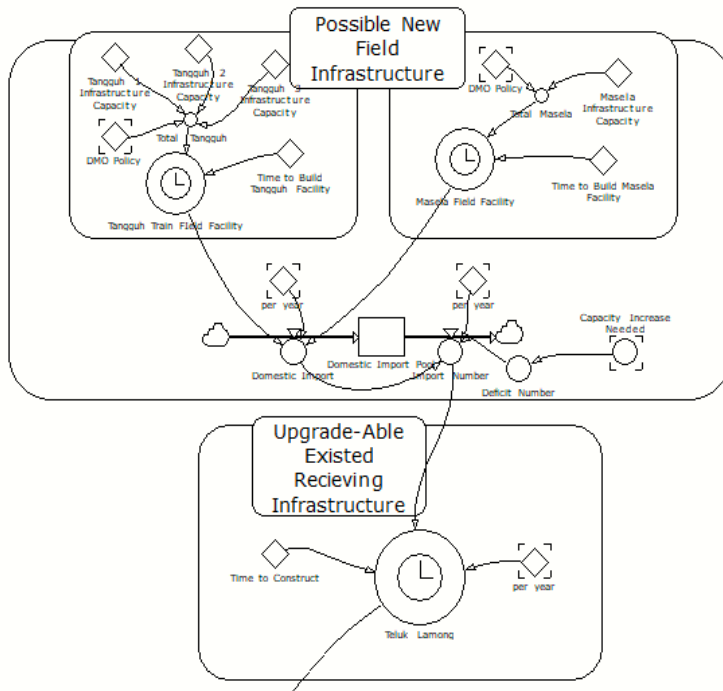 Possible New
Field
Infrastructure
Tangguh 1
Infrastructure
Capacity
Tangguh 2
Infrastructure
Capacity
Tangguh 3
Infrastructure
Capacity
DMO Policy
Total Tangguh
Time to Build
Tangguh Facility
Tangguh Train Field Facility
DMO Policy
Total Masela
Masela
Infrastructure
Capacity
Time to Build Masela
Facility
Masela Field Facility
per year
per year
Capacity Increase
Needed
Domestic Import
Domestic Import Pool
Import Number
Deficit Number
Upgrade-Able
Existed
Recieving
Infrastructure
Time to Construct
per year
Teluk Lamong